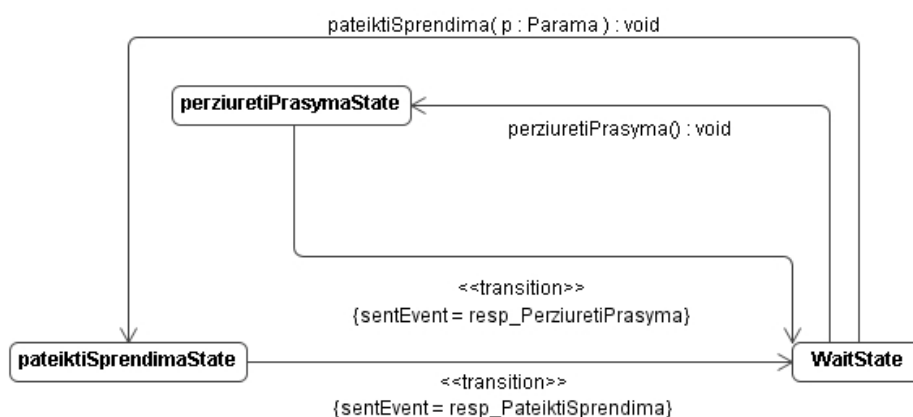 pateiktiSprendima( p : Parama ) : void
perziuretiPrasymaState
perziuretiPrasyma() : void
<<transition>>
{sentEvent = resp_PerziuretiPrasyma}
pateiktiSprendimaState
WaitState
<<transition>>
{sentEvent = resp_PateiktiSprendima}